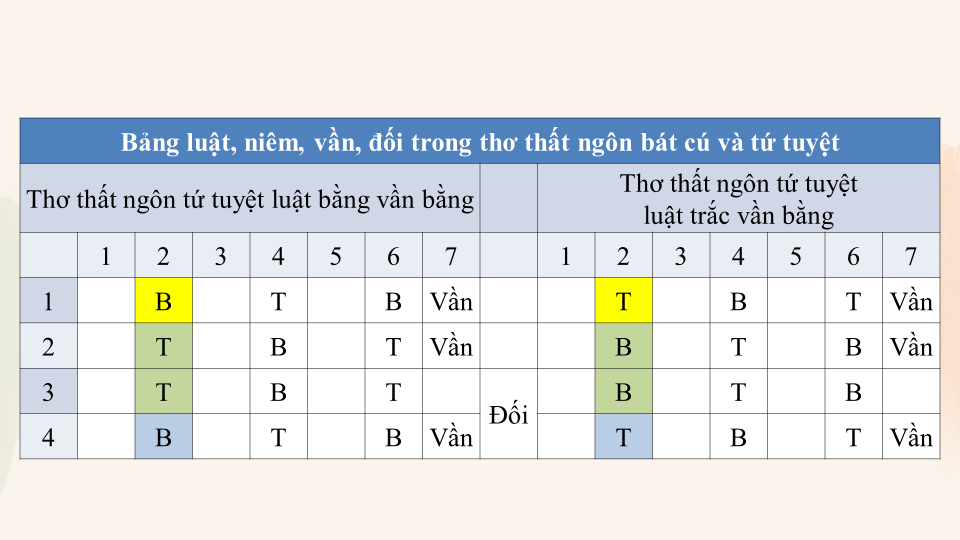 Bảng luật, niêm, vần, đối trong thơ thất ngôn bát cú và tứ tuyệt
Thơ thất ngôn tứ tuyệt luật bằng vần bằng
Thơ thất ngôn tứ tuyệt
luật trắc vần bằng
1 2 3 4 5 6 7 1 2 3 4 5 6 7
1 B T B Vần T B T Vần
2 T B T Vần B T B Vần
3 T B T B T B
Đối
4 B T B Vần T B T Vần